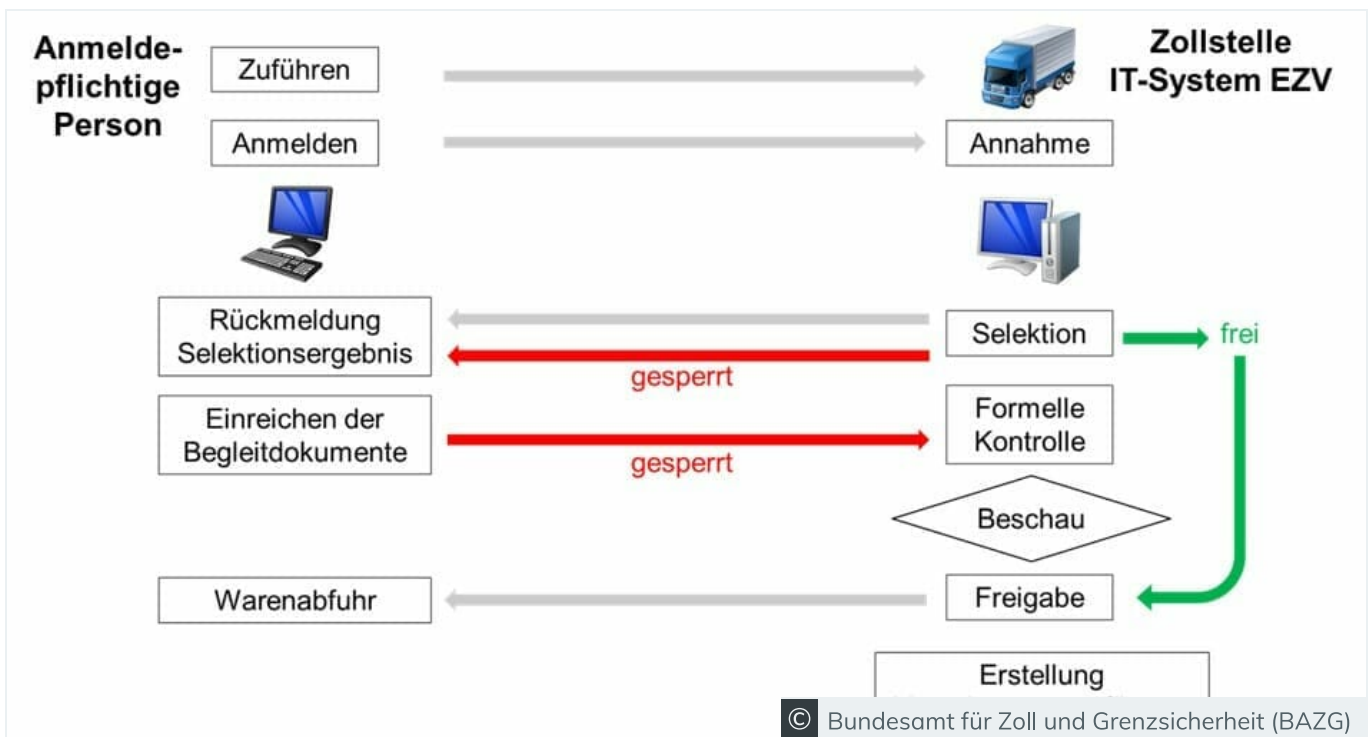 Anmelde-
pflichtige
Person
Zollstelle
IT-System EZV
Zuführen
Anmelden
Annahme
Rückmeldung
Selektionsergebnis
Selektion
frei
gesperrt
Einreichen der
Begleitdokumente
Formelle
Kontrolle
gesperrt
Beschau
Warenabfuhr
Freigabe
Erstellung
© Bundesamt für Zoll und Grenzsicherheit (BAZG)